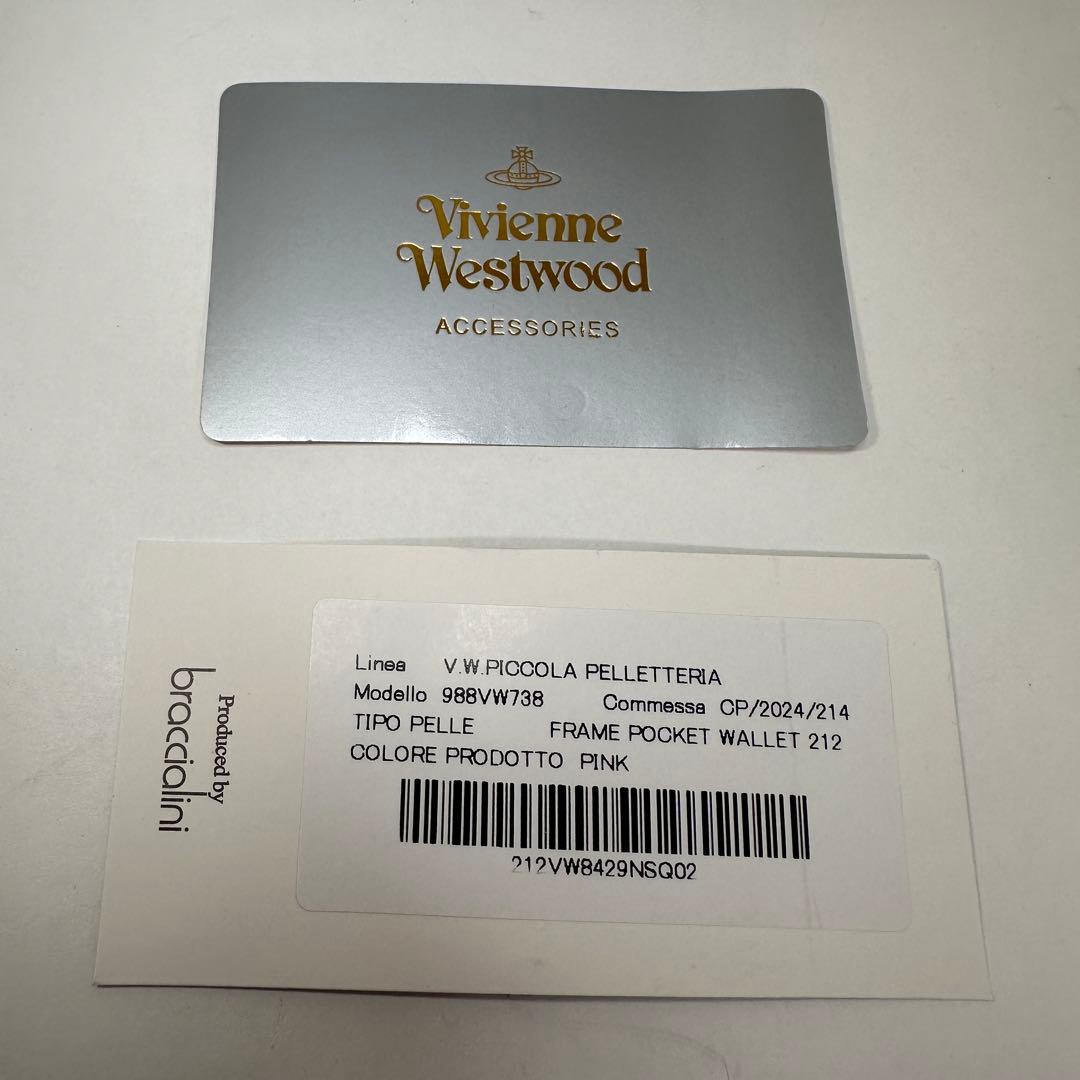 Vivienne
Westwood
ACCESSORIES
Produced by
braccialini
Linea V.W.PICCOLA PELLETTERIA
Modello 988VW738 Commessa CP/2024/214
TIPO PELLE FRAME POCKET WALLET 212
COLORE PRODOTTO PINK
212VW8429NSQ02